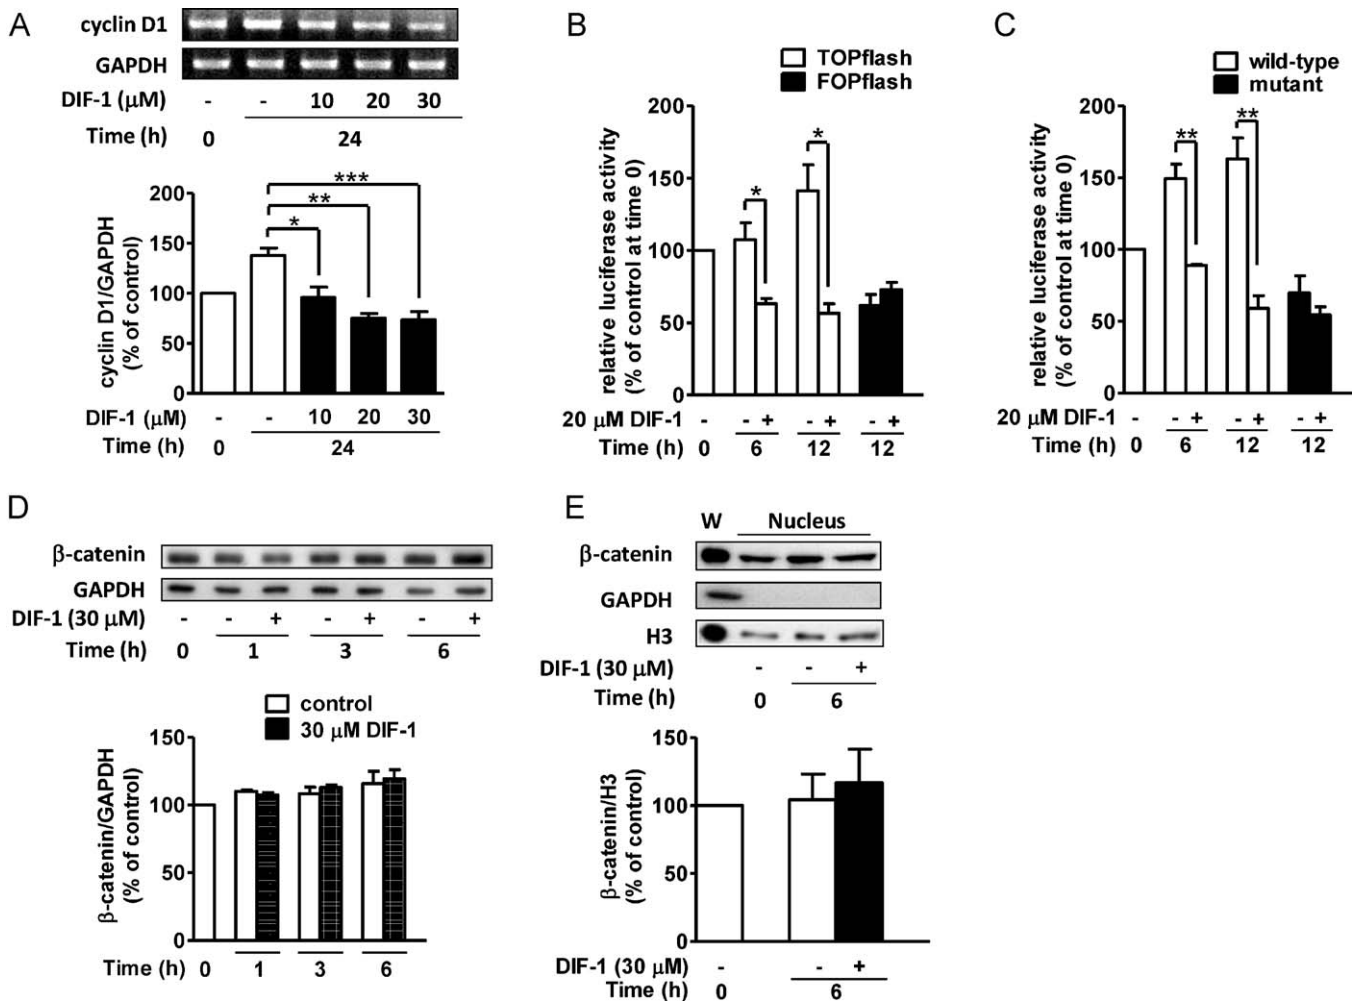 A
cyclin D1
GAPDH
DIF-1 (μM) - - 10 20 30
Time (h) 0 24
cyclin D1/GAPDH
(% of control)
200
150
100
50
0
*
**
***
DIF-1 (μM) - - 10 20 30
Time (h) 0 24
B
TOPflash
FOPflash
relative luciferase activity
(% of control at time 0)
200
150
100
50
0
*
*
20 μM DIF-1 - - + - + - +
Time (h) 0 6 12 12
C
wild-type
mutant
relative luciferase activity
(% of control at time 0)
200
150
100
50
0
**
**
20 μM DIF-1 - - + - + - +
Time (h) 0 6 12 12
D
β-catenin
GAPDH
DIF-1 (30 μM) - - + - + - +
Time (h) 0 1 3 6
control
30 μM DIF-1
β-catenin/GAPDH
(% of control)
150
100
50
0
Time (h) 0 1 3 6
E
W Nucleus
β-catenin
GAPDH
H3
DIF-1 (30 μM) - - +
Time (h) 0 6
β-catenin/H3
(% of control)
150
100
50
0
DIF-1 (30 μM) - - +
Time (h) 0 6